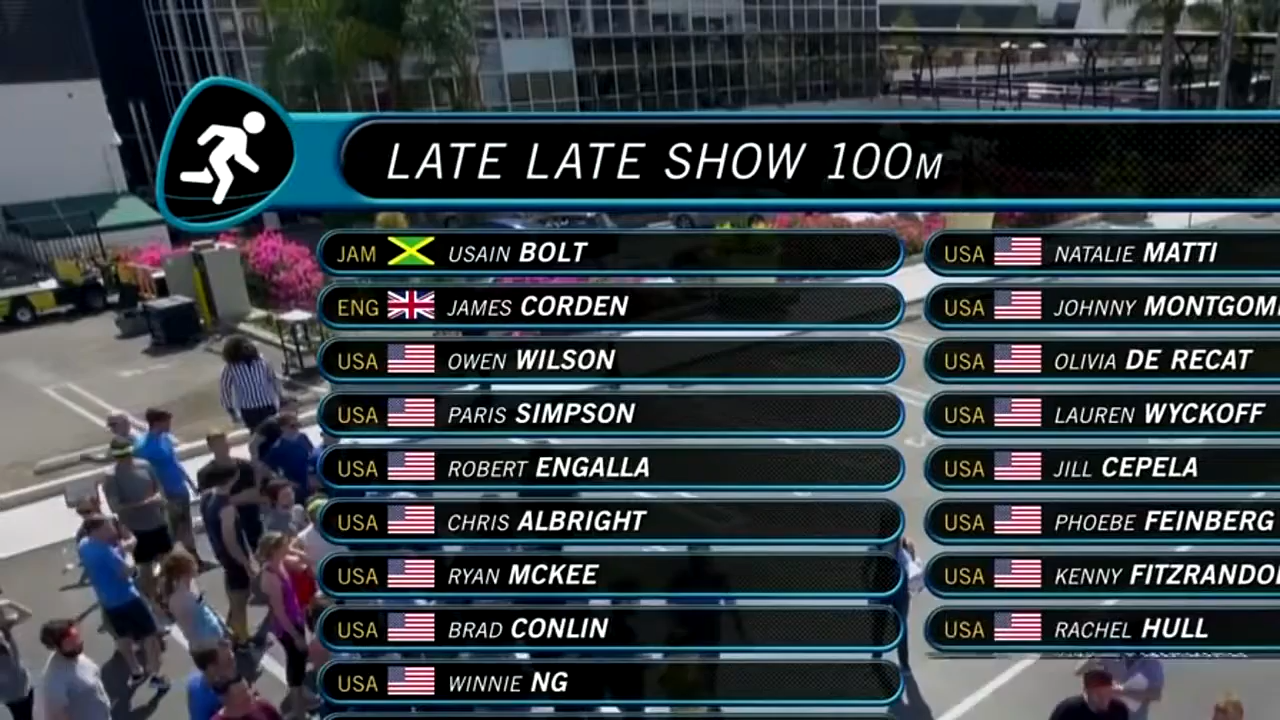 LATE LATE SHOW 100M
JAM USAIN BOLT
ENG JAMES CORDEN
USA OWEN WILSON
USA PARIS SIMPSON
USA ROBERT ENGALLA
USA CHRIS ALBRIGHT
USA RYAN MCKEE
USA BRAD CONLIN
USA WINNIE NG
USA NATALIE MATTI
USA JOHNNY
USA OLIVIA DE RECAT
USA LAUREN WYCKOFF
USA JILL CEPELA
USA PHOEBE FEINBERG
USA KENNY
USA RACHEL HULL